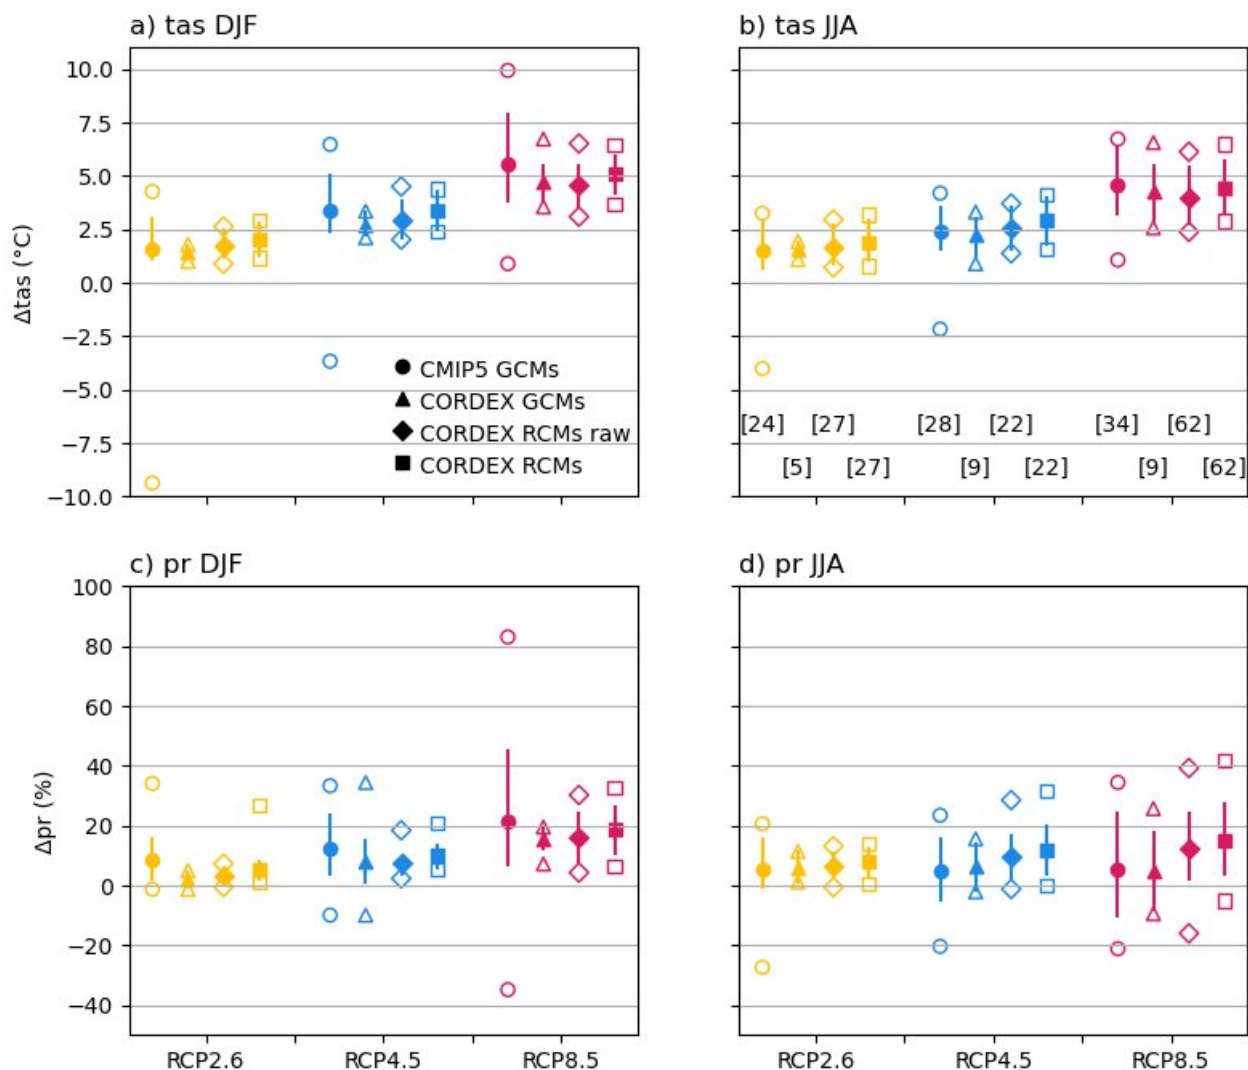 a) tas DJF
b) tas JJA
10.0
7.5
5.0
2.5
0.0
−2.5
−5.0
−7.5
−10.0
Δtas (°C)
CMIP5 GCMs
CORDEX GCMs
CORDEX RCMs raw
CORDEX RCMs
[24] [27] [28] [22] [34] [62]
[5] [27] [9] [22] [9] [62]
c) pr DJF
d) pr JJA
100
80
60
40
20
0
−20
−40
Δpr (%)
RCP2.6 RCP4.5 RCP8.5
RCP2.6 RCP4.5 RCP8.5